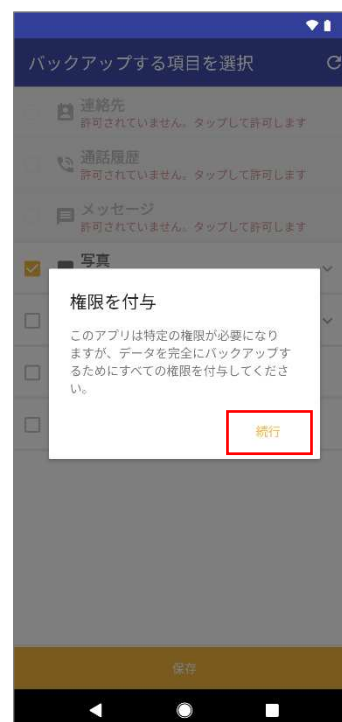 バックアップする項目を選択
連絡先
許可されていません。タップして許可します
通話履歴
許可されていません。タップして許可します
メッセージ
許可されていません。タップして許可します
写真
権限を付与
このアプリは特定の権限が必要になり
ますが、データを完全にバックアップす
るためにすべての権限を付与してくださ
い。
続行
保存